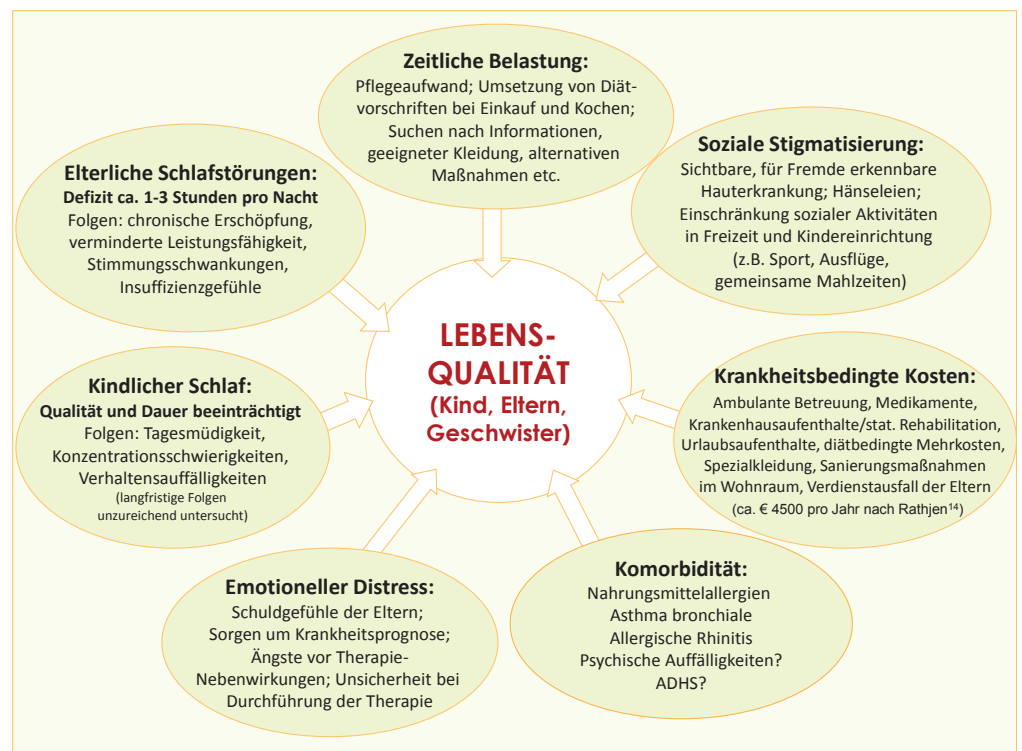 Zeitliche Belastung:
Pflegeaufwand; Umsetzung von Diät-
vorschriften bei Einkauf und Kochen;
Suchen nach Informationen,
geeigneter Kleidung, alternativen
Maßnahmen etc.
Soziale Stigmatisierung:
Sichtbare, für Fremde erkennbare
Hauterkrankung; Hänseleien;
Einschränkung sozialer Aktivitäten
in Freizeit und Kindereinrichtung
(z.B. Sport, Ausflüge,
gemeinsame Mahlzeiten)
Elterliche Schlafstörungen:
Defizit ca. 1-3 Stunden pro Nacht
Folgen: chronische Erschöpfung,
verminderte Leistungsfähigkeit,
Stimmungsschwankungen,
Insuffizienzgefühle
LEBENS-
QUALITÄT
(Kind, Eltern,
Geschwister)
Kindlicher Schlaf:
Qualität und Dauer beeinträchtigt
Folgen: Tagesmüdigkeit,
Konzentrationsschwierigkeiten,
Verhaltensauffälligkeiten
(langfristige Folgen
unzureichend untersucht)
Krankheitsbedingte Kosten:
Ambulante Betreuung, Medikamente,
Krankenhausaufenthalte/stat. Rehabilitation,
Urlaubsaufenthalte, diätbedingte Mehrkosten,
Spezialkleidung, Sanierungsmaßnahmen
im Wohnraum, Verdienstausfall der Eltern
(ca. € 4500 pro Jahr nach Rathjen¹⁴)
Emotioneller Distress:
Schuldgefühle der Eltern;
Sorgen um Krankheitsprognose;
Ängste vor Therapie-
Nebenwirkungen; Unsicherheit bei
Durchführung der Therapie
Komorbidität:
Nahrungsmittelallergien
Asthma bronchiale
Allergische Rhinitis
Psychische Auffälligkeiten?
ADHS?